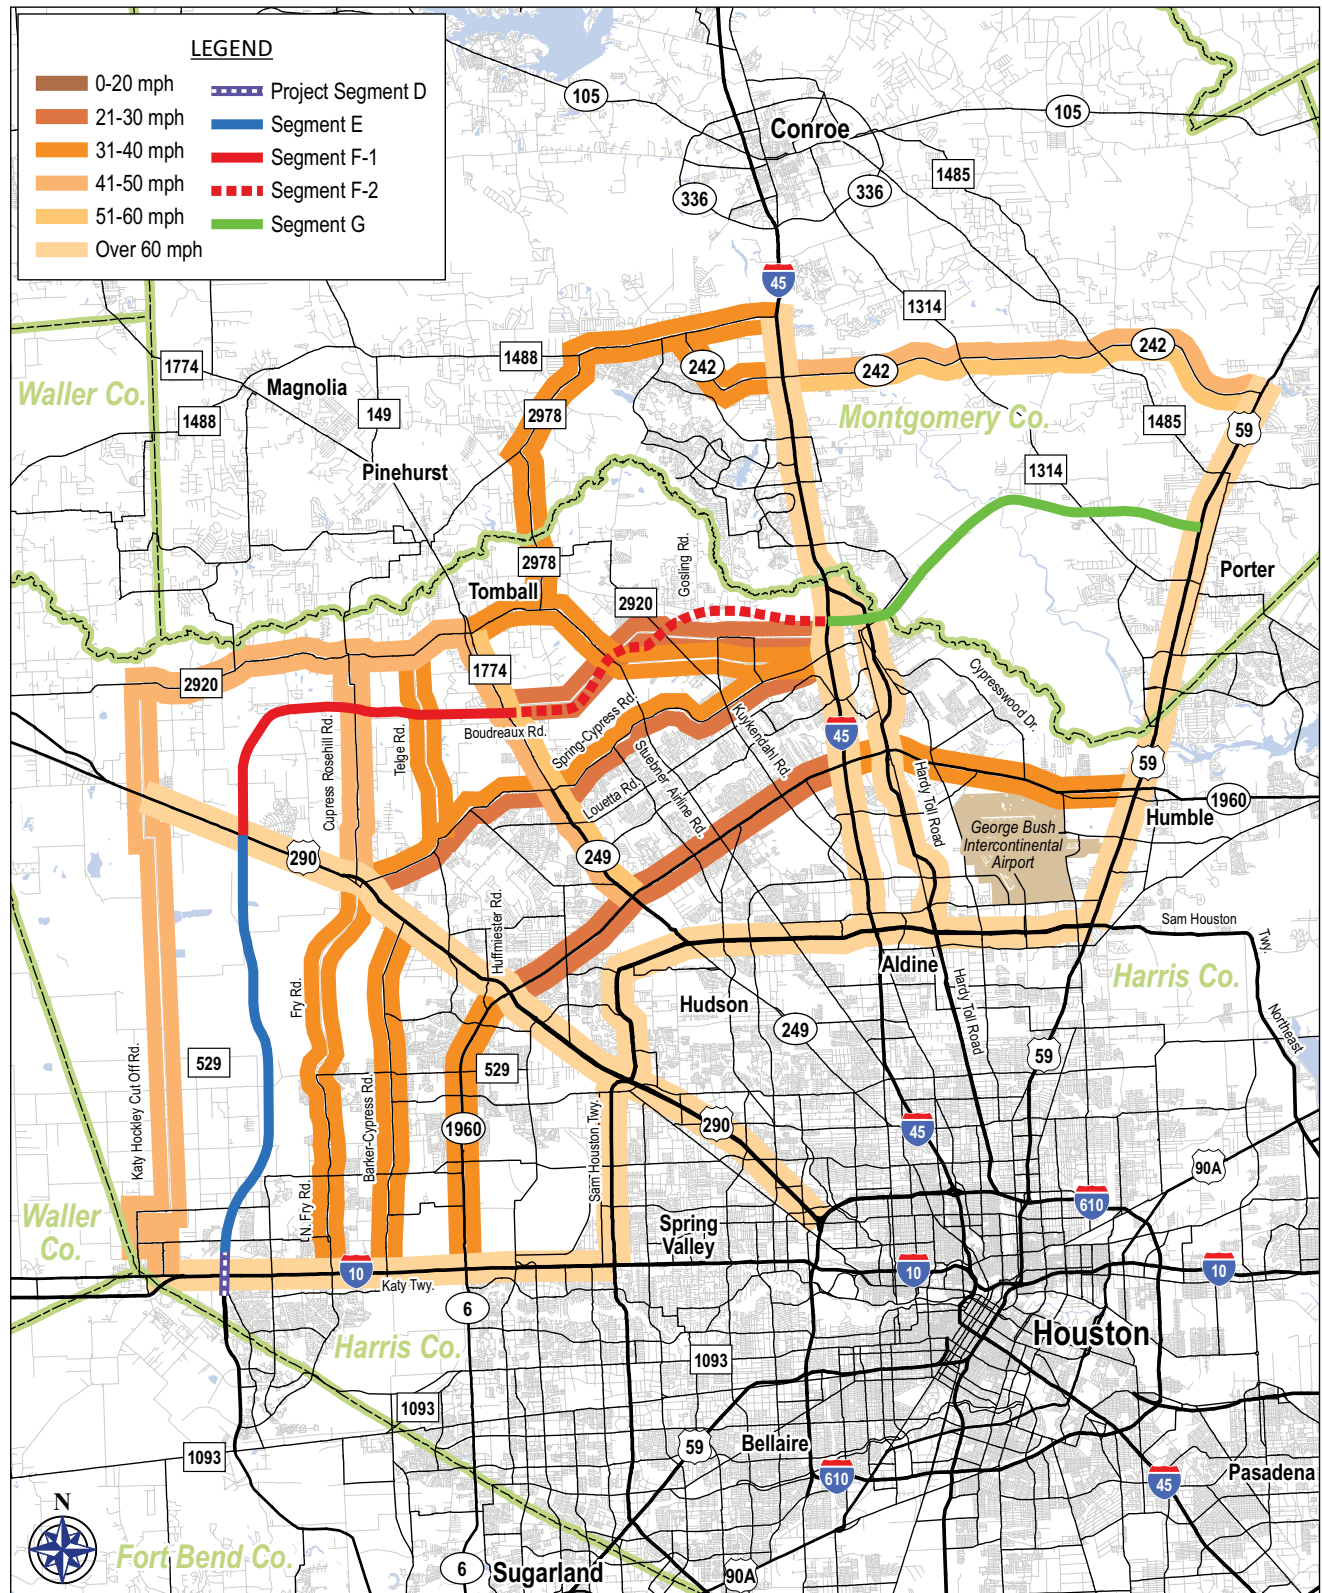 LEGEND
0-20 mph
21-30 mph
31-40 mph
41-50 mph
51-60 mph
Over 60 mph
Project Segment D
Segment E
Segment F-1
Segment F-2
Segment G
105
105
Conroe
1485
336
336
45
1314
1774
1488
242
242
242
Magnolia
Waller Co.
149
1488
2978
Montgomery Co.
1485
59
1314
Pinehurst
2978
Gosling Rd.
Porter
Tomball
2920
1774
2920
Cypresswood Dr.
Cupress Rosehill Rd.
Telge Rd.
Boudreaux Rd.
Spring-Cypress Rd.
Kuykendahl Rd.
45
Stuebner Airline Rd.
Louetta Rd.
59
Hardy Toll Road
1960
Humble
George Bush
Intercontinental
Airport
290
249
Huffmiester Rd.
Sam Houston
Twy.
Northeast
Aldine
Harris Co.
Hardy Toll Road
Hudson
Fry Rd.
249
59
Katy Hockley Cut Off Rd.
529
529
Barker-Cypress Rd.
1960
Sam Houston Twy.
290
45
90A
N. Fry Rd.
610
Waller
Co.
Spring
Valley
10
10
10
Katy Twy.
6
Houston
Harris Co.
1093
1093
59
Bellaire
1093
610
45
Pasadena
N
Fort Bend Co.
6
Sugarland
90A